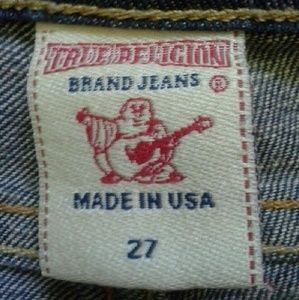 TRUE RELIGION
BRAND JEANS ®
MADE IN USA
27